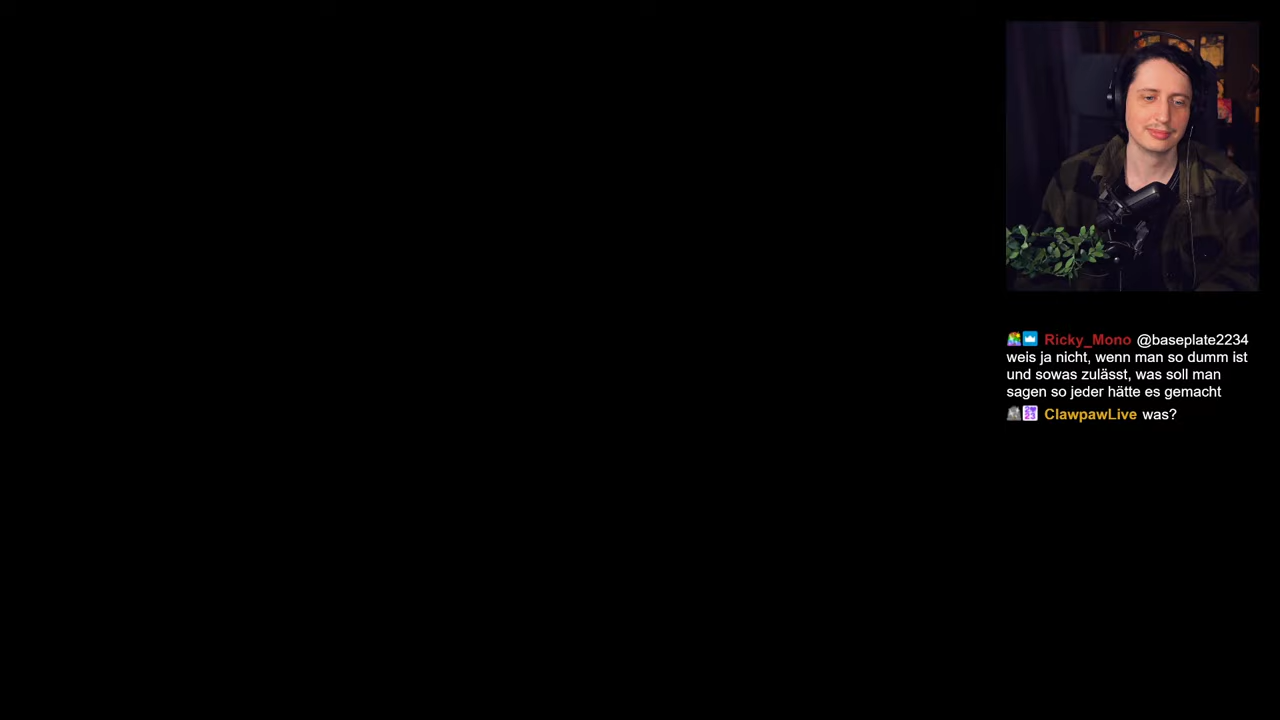 Ricky_Mono @baseplate2234
weis ja nicht, wenn man so dumm ist
und sowas zulässt, was soll man
sagen so jeder hätte es gemacht
ClawpawLive was?